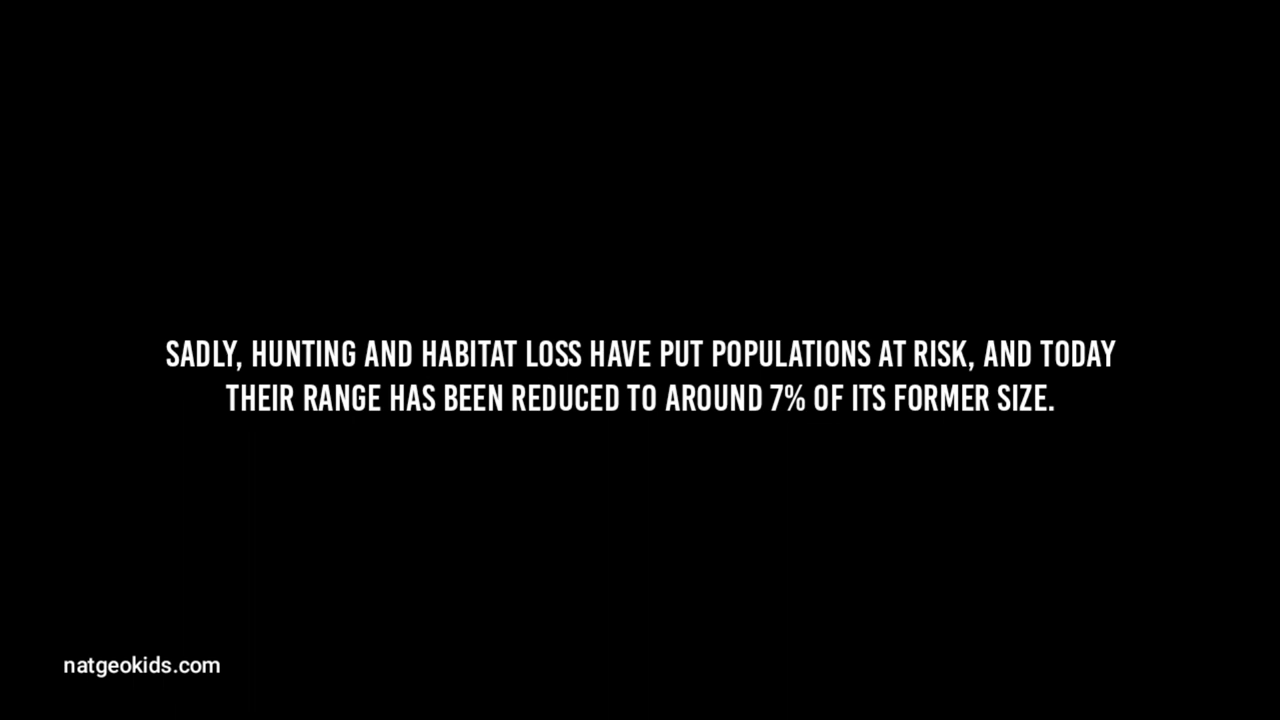 SADLY, HUNTING AND HABITAT LOSS HAVE PUT POPULATIONS AT RISK, AND TODAY
THEIR RANGE HAS BEEN REDUCED TO AROUND 7% OF ITS FORMER SIZE.
natgeokids.com